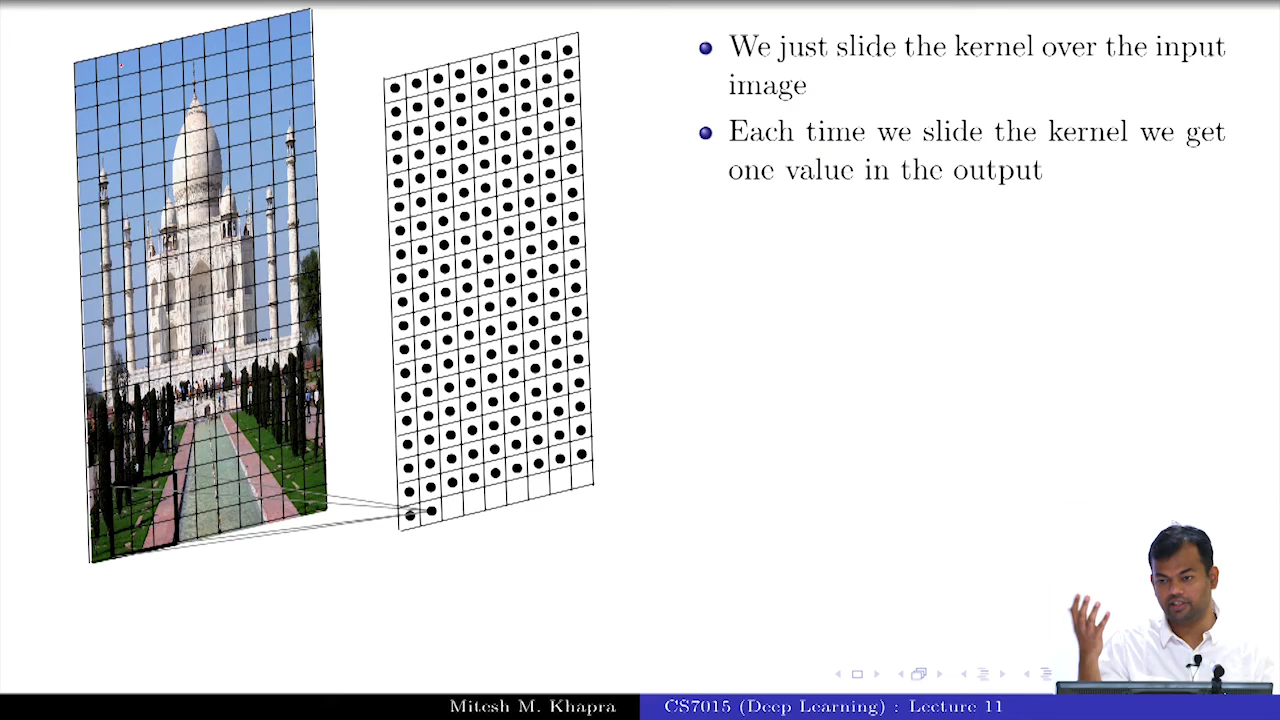 We just slide the kernel over the input
image
Each time we slide the kernel we get
one value in the output
Mitesh M. Khapra
CS7015 (Deep Learning) : Lecture 11